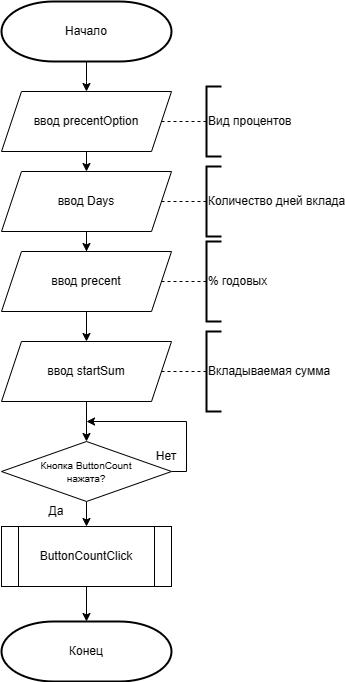 Начало
ввод precentOption
Вид процентов
ввод Days
Количество дней вклада
ввод precent
% годовых
ввод startSum
Вкладываемая сумма
Кнопка ButtonCount
нажата?
Нет
Да
ButtonCountClick
Конец